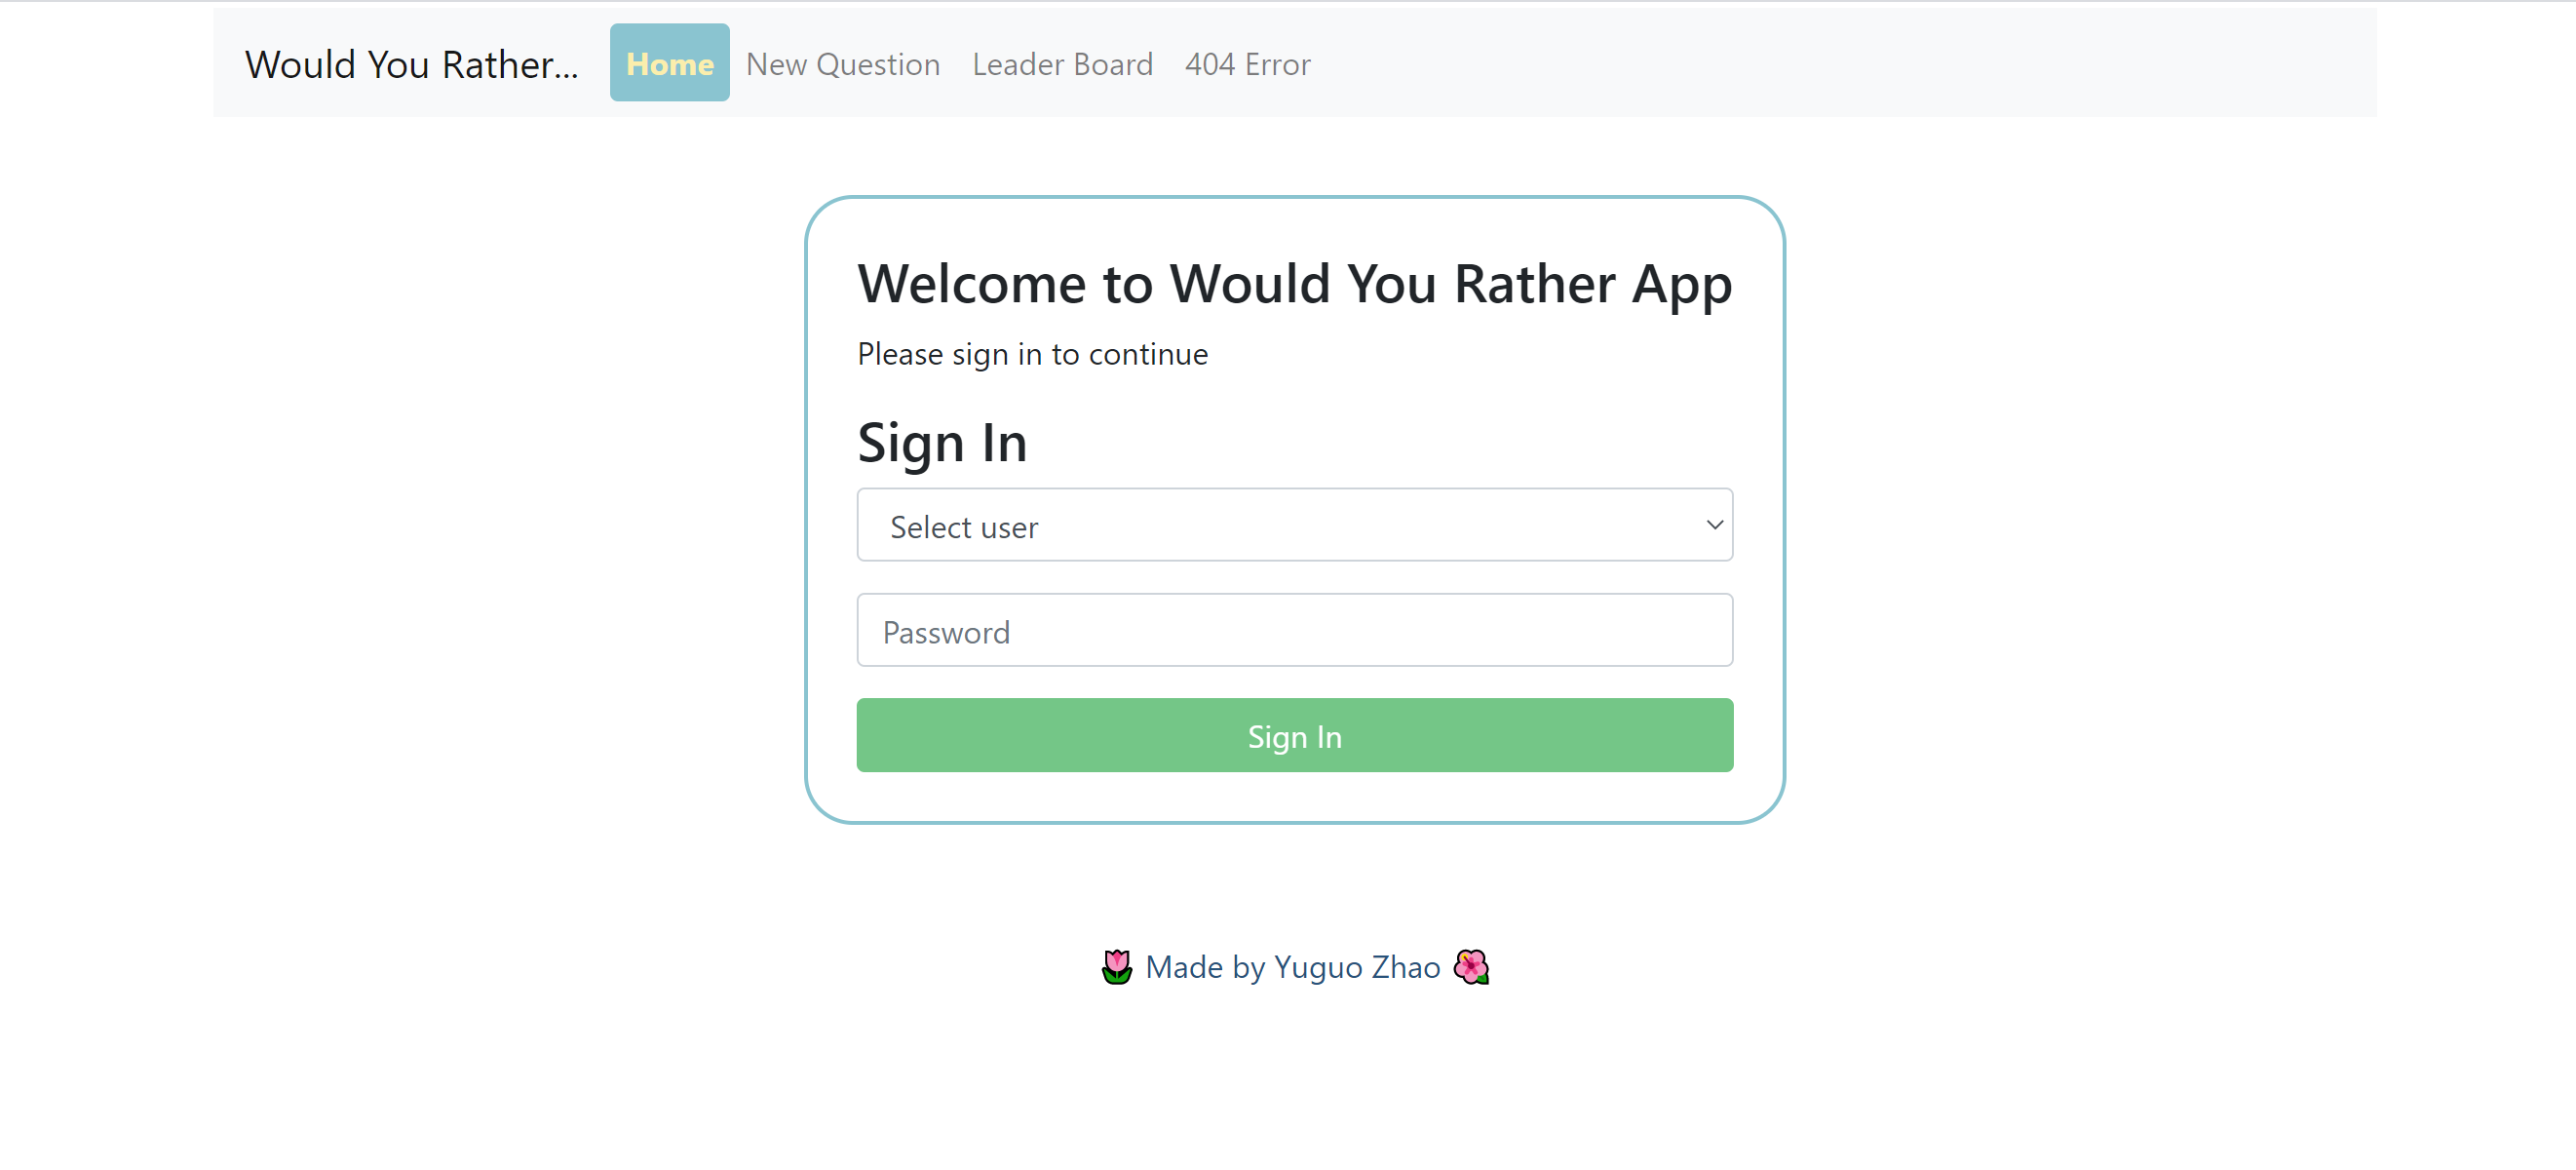 Would You Rather... Home New Question Leader Board 404 Error
Welcome to Would You Rather App
Please sign in to continue
Sign In
Select user
Password
Sign In
🌷 Made by Yuguo Zhao 🌺